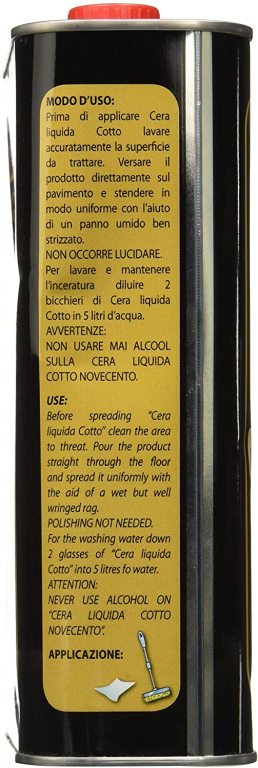 MODO D'USO:
Prima di applicare Cera
liquida Cotto lavare
accuratamente la superficie
da trattare. Versare il
prodotto direttamente sul
pavimento e stendere in
modo uniforme con l'aiuto
di un panno umido ben
strizzato.
NON OCCORRE LUCIDARE.
Per lavare e mantenere
l'inceratura diluire 2
bicchieri di Cera liquida
Cotto in 5 litri d'acqua.
AVVERTENZE:
NON USARE MAI ALCOOL
SULLA CERA LIQUIDA
COTTO NOVECENTO.
USE:
Before spreading "Cera
liquida Cotto" clean the area
to threat. Pour the product
straight through the floor
and spread it uniformly with
the aid of a wet but well
wringed rag.
POLISHING NOT NEEDED.
For the washing water down
2 glasses of "Cera liquida
Cotto" into 5 litres fo water.
ATTENTION:
NEVER USE ALCOHOL ON
"CERA LIQUIDA COTTO
NOVECENTO".
APPLICAZIONE: